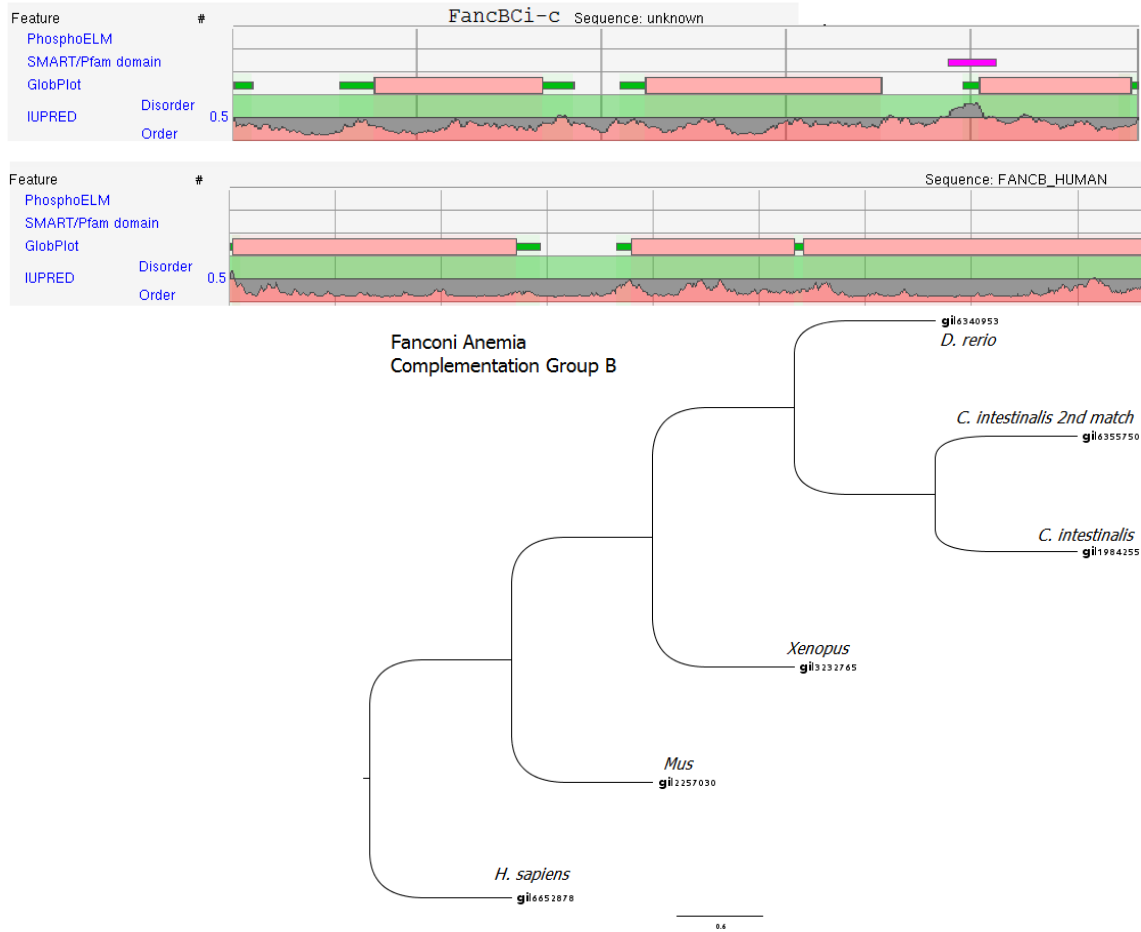 Feature # FancBCi-c Sequence: unknown
PhosphoELM
SMART/Pfam domain
GlobPlot
Disorder
IUPRED 0.5
Order
Feature # Sequence: FANCB_HUMAN
PhosphoELM
SMART/Pfam domain
GlobPlot
Disorder
IUPRED 0.5
Order
Fanconi Anemia
Complementation Group B
gi|6340953
D. rerio
C. intestinalis 2nd match
gi|6355750
C. intestinalis
gi|1984255
Xenopus
gi|3232765
Mus
gi|2257030
H. sapiens
gi|6652878
0.6